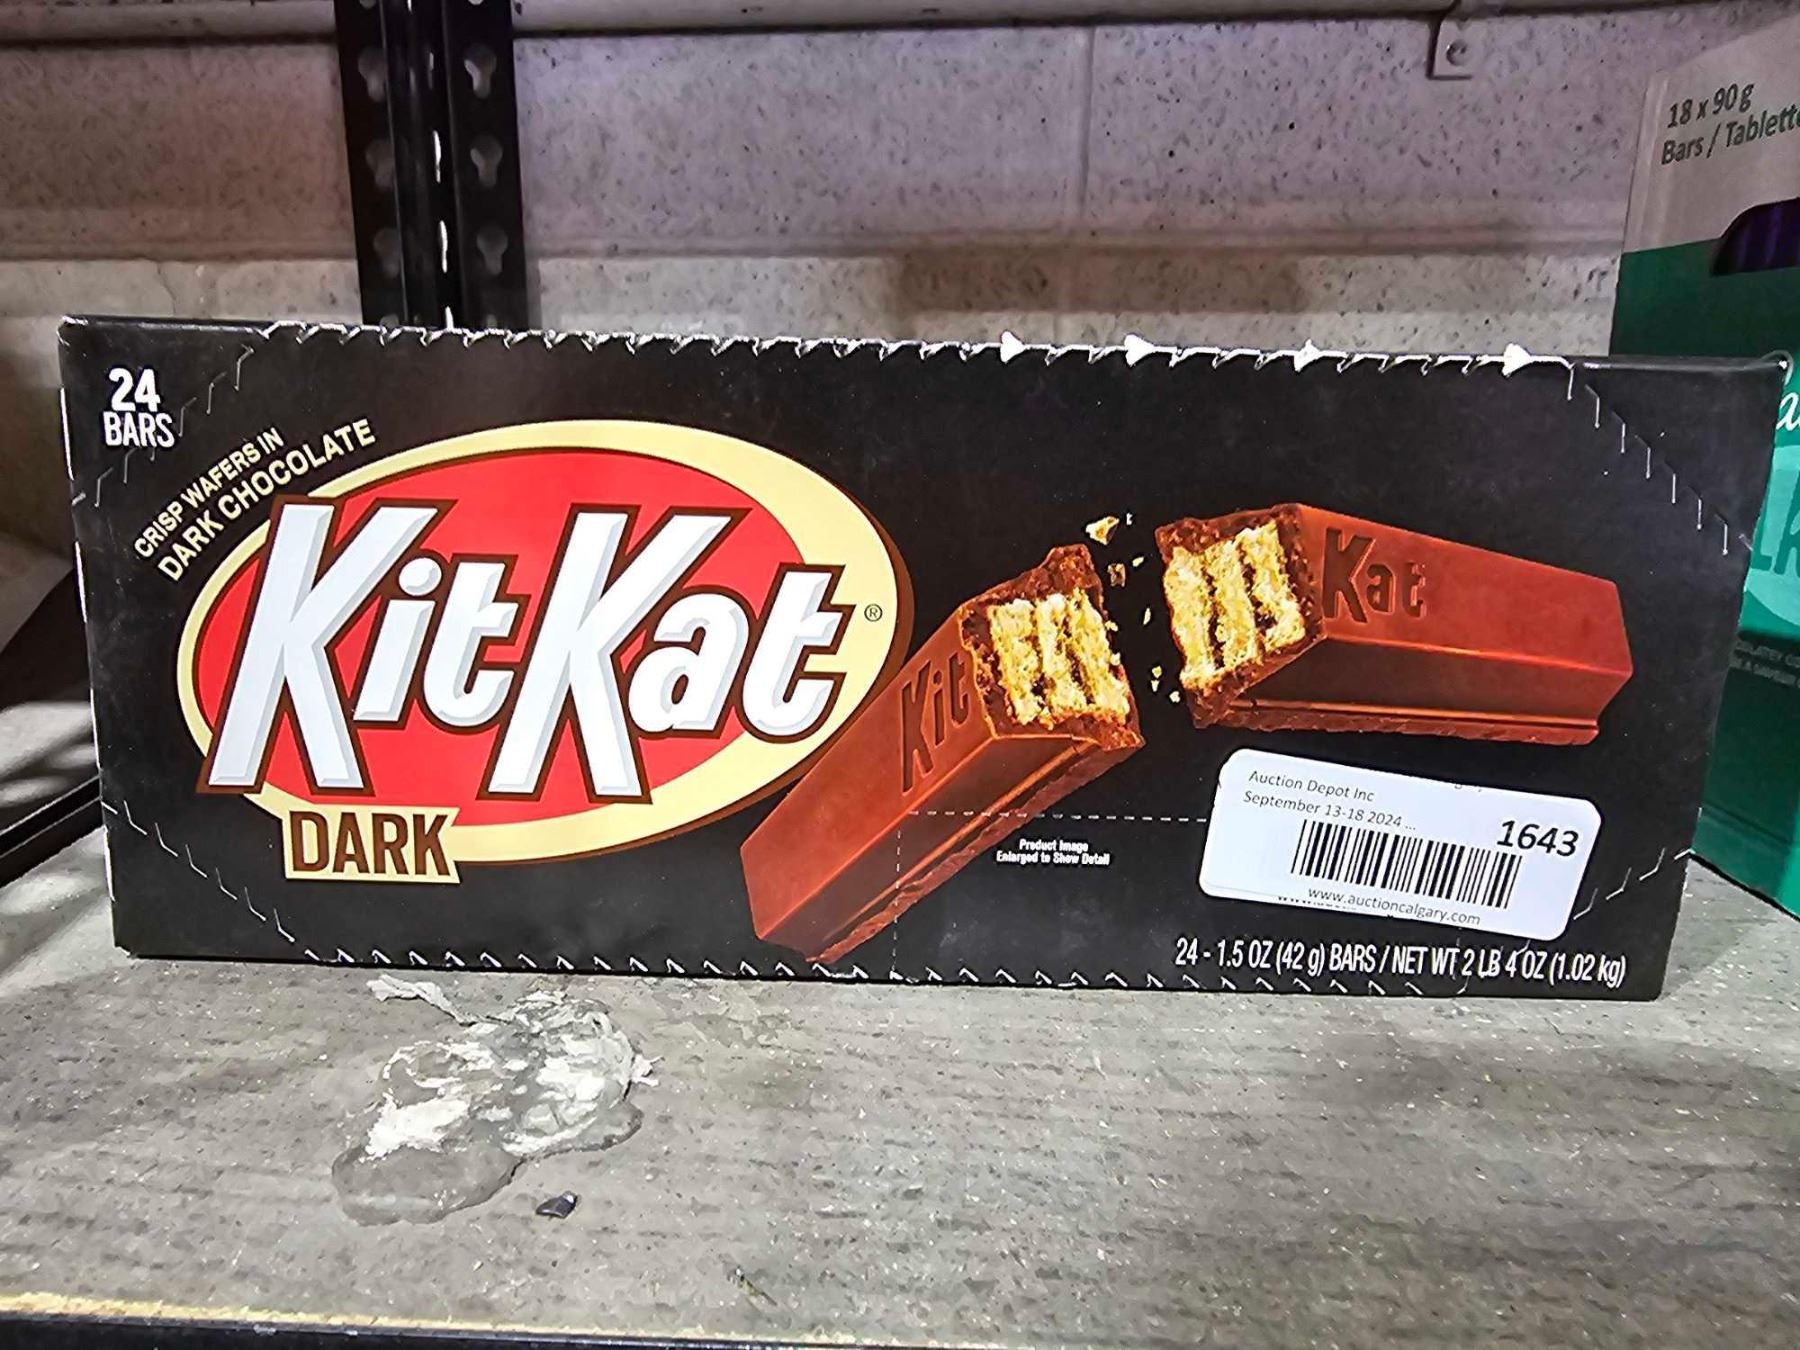 18 x 90g
Bars / Tablett
24
BARS
CRISP WAFERS IN
DARK CHOCOLATE
KitKat®
DARK
Kit
Kat
Product Image
Enlarged to Show Detail
Auction Depot Inc
September 13-18 2024 ...
1643
www.auctioncalgary.com
24 - 1.5 OZ (42 g) BARS / NET WT 2 LB 4 OZ (1.02 kg)